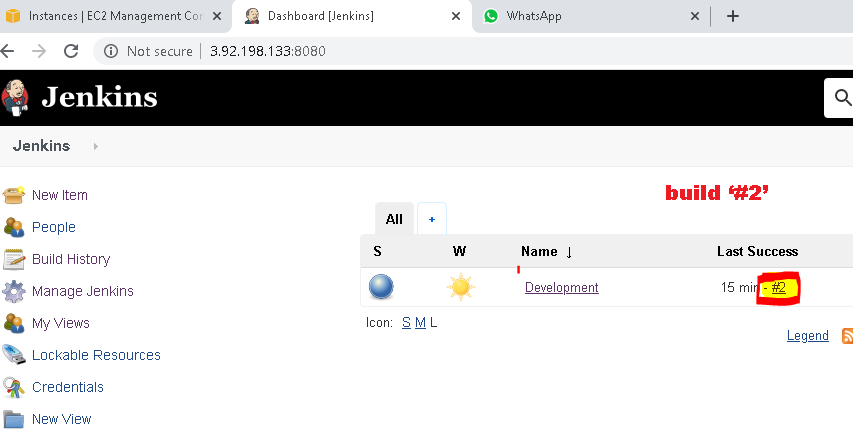 Instances | EC2 Management Con
Dashboard [Jenkins]
WhatsApp
Not secure
3.92.198.133:8080
Jenkins
Jenkins
New Item
People
Build History
Manage Jenkins
My Views
Lockable Resources
Credentials
New View
build ‘#2’
All
+
S W Name ↓ Last Success
Development 15 min - #2
Icon: S M L
Legend